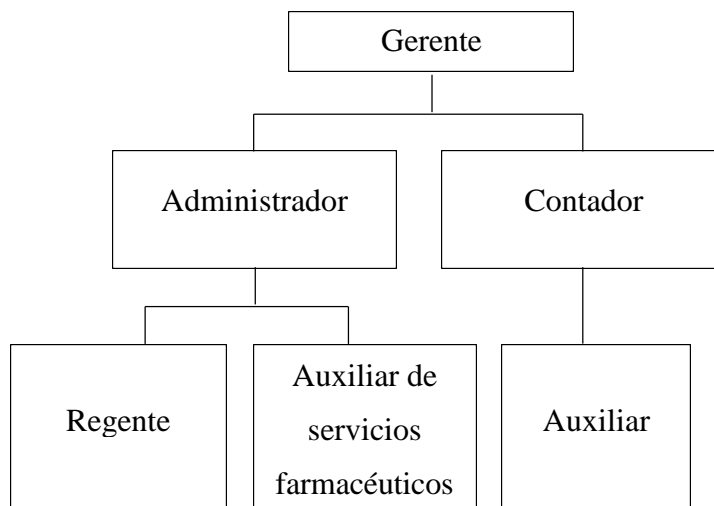 Gerente
Administrador
Contador
Regente
Auxiliar de
servicios
farmacéuticos
Auxiliar